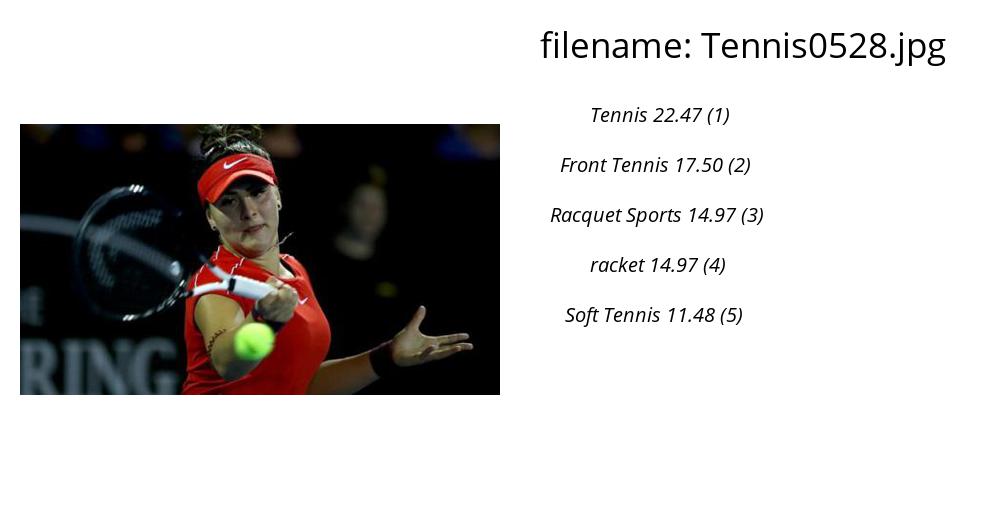 filename: Tennis0528.jpg
Tennis 22.47 (1)
Front Tennis 17.50 (2)
Racquet Sports 14.97 (3)
racket 14.97 (4)
Soft Tennis 11.48 (5)
RING